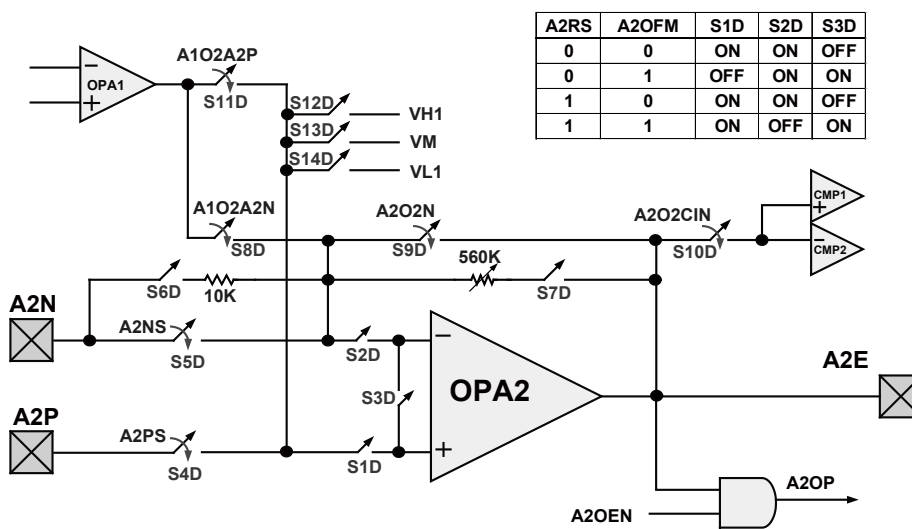 A2RS A2OFM S1D S2D S3D
0 0 ON ON OFF
0 1 OFF ON ON
1 0 ON ON OFF
1 1 ON OFF ON
OPA1
A1O2A2P
S11D
S12D
VH1
S13D
VM
S14D
VL1
A1O2A2N
S8D
A2O2N
S9D
A2O2CIN
S10D
CMP1
CMP2
S6D
10K
560K
S7D
A2N
A2NS
S5D
S2D
S3D
OPA2
A2E
A2P
A2PS
S4D
S1D
A2OP
A2OEN